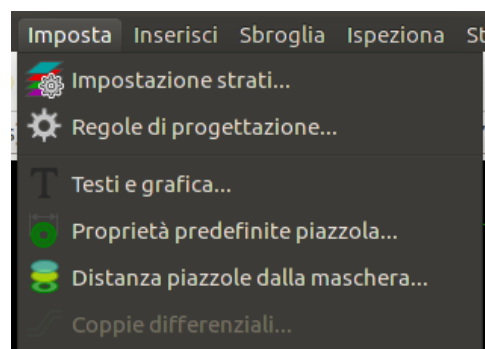 Imposta Inserisci Sbroglia Ispeziona
Impostazione strati...
Regole di progettazione...
Testi e grafica...
Proprietà predefinite piazzola...
Distanza piazzole dalla maschera...
Coppie differenziali...